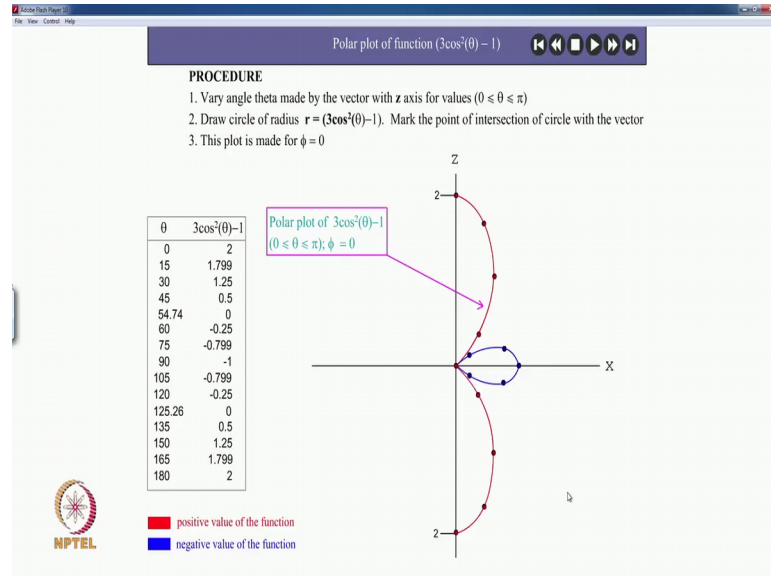 Adobe Flash Player 10
File View Control Help
Polar plot of function (3cos²(θ) – 1)
PROCEDURE
1. Vary angle theta made by the vector with z axis for values (0 ⩽ θ ⩽ π)
2. Draw circle of radius r = (3cos²(θ)–1). Mark the point of intersection of circle with the vector
3. This plot is made for ϕ = 0
Z
2
θ 3cos²(θ)–1
0 2
15 1.799
30 1.25
45 0.5
54.74 0
60 -0.25
75 -0.799
90 -1
105 -0.799
120 -0.25
125.26 0
135 0.5
150 1.25
165 1.799
180 2
Polar plot of 3cos²(θ)–1
(0 ⩽ θ ⩽ π); ϕ = 0
X
2
positive value of the function
negative value of the function
NPTEL